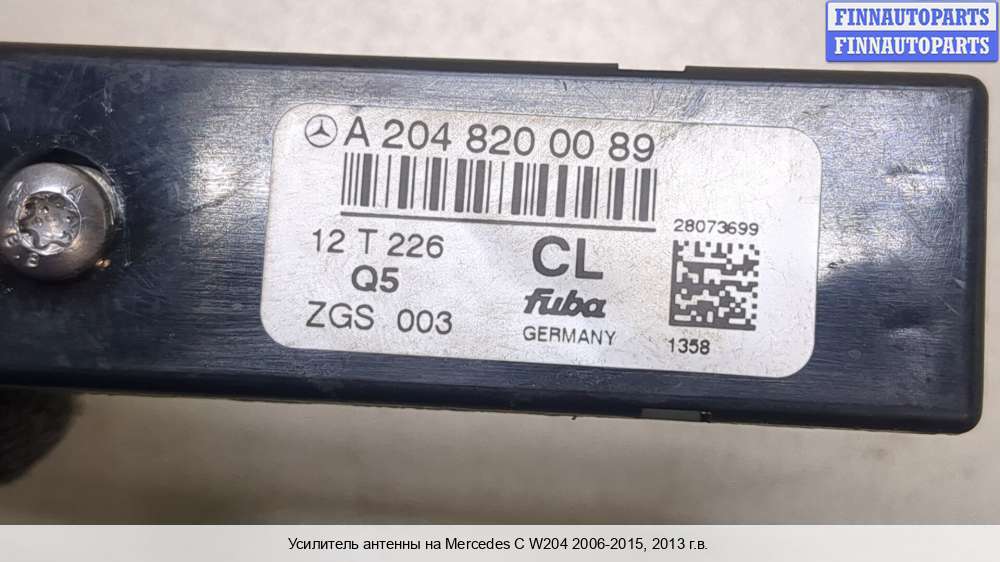 FINNAUTOPARTS
FINNAUTOPARTS
A 204 820 00 89
28073699
12 T 226
CL
Q5
fuba
ZGS 003
GERMANY
1358
Усилитель антенны на Mercedes C W204 2006-2015, 2013 г.в.